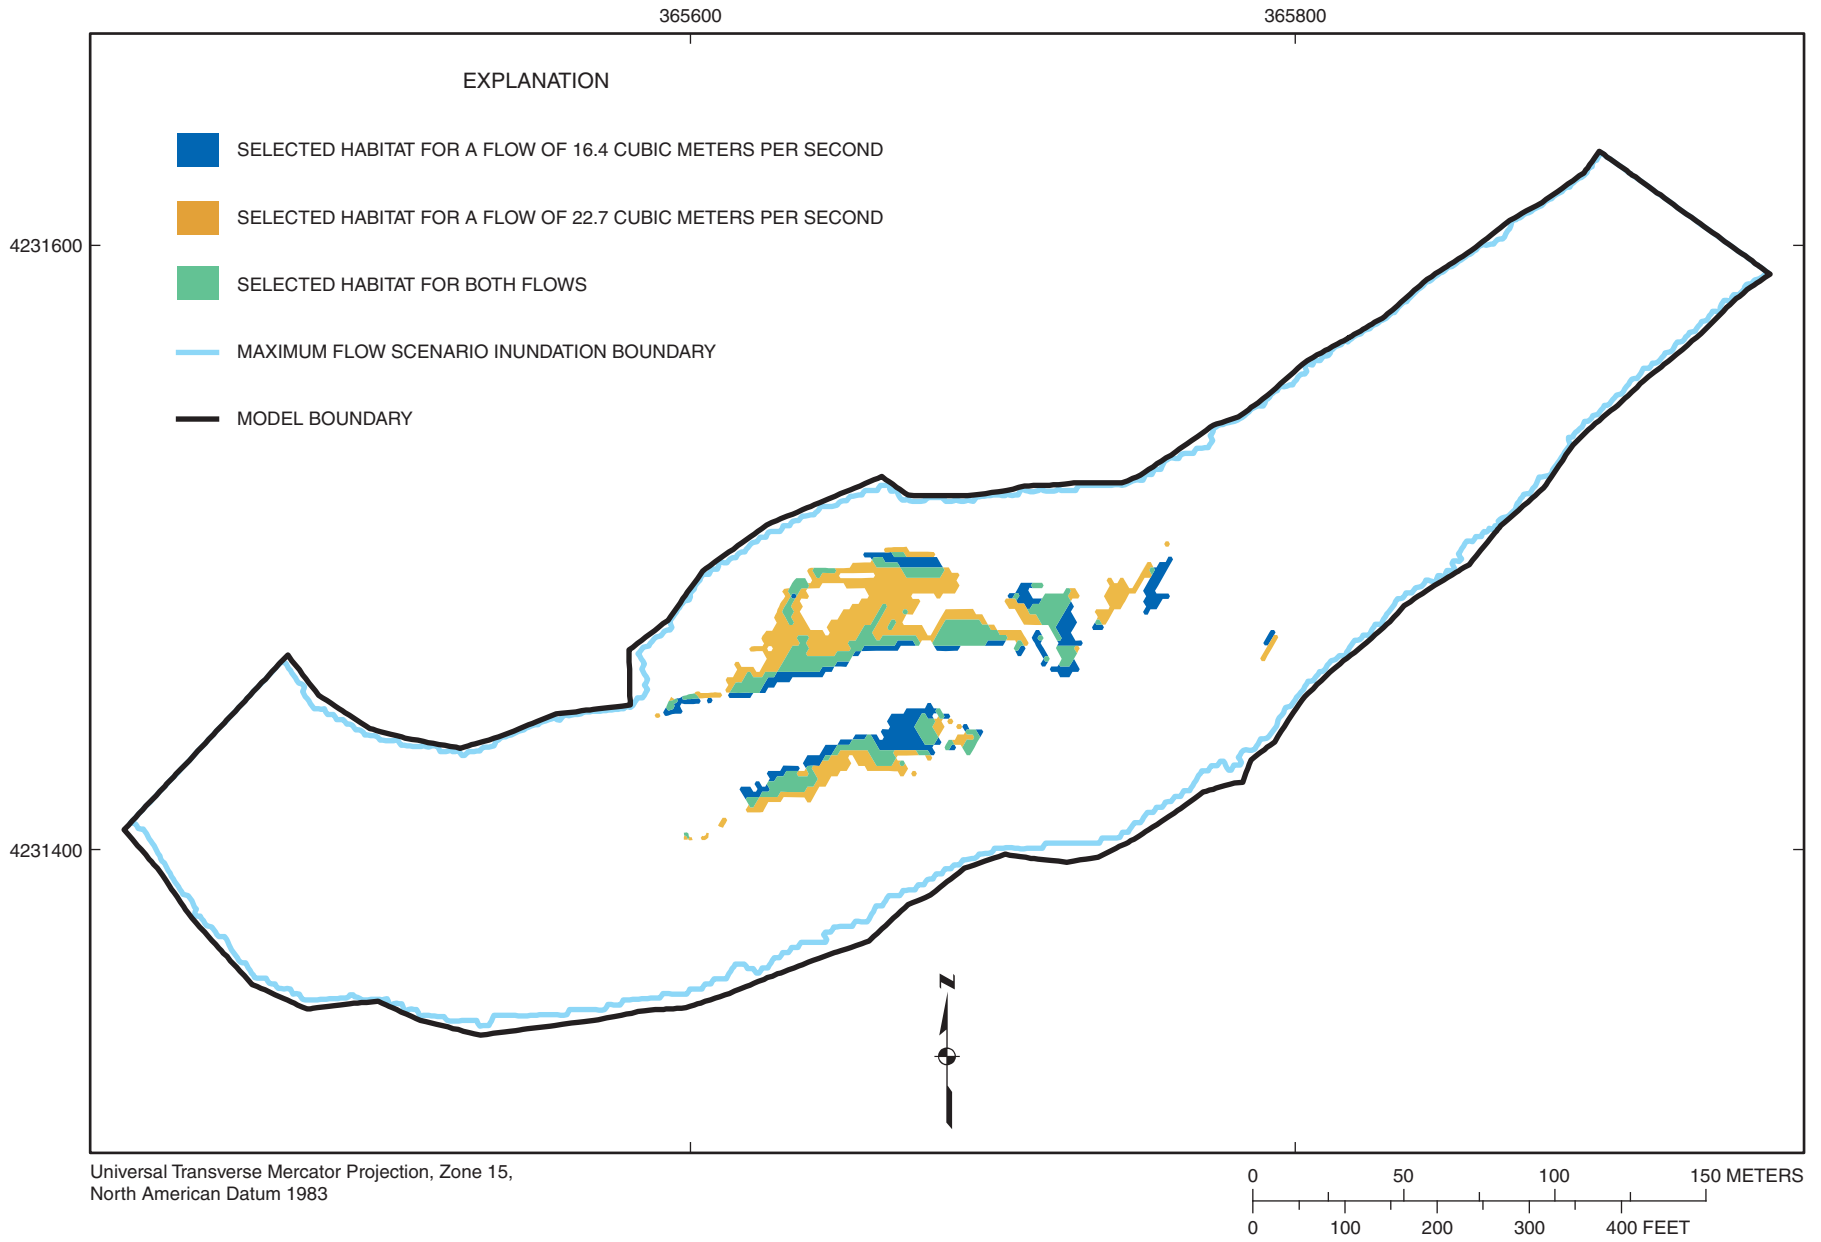 365600 365800
EXPLANATION
SELECTED HABITAT FOR A FLOW OF 16.4 CUBIC METERS PER SECOND
SELECTED HABITAT FOR A FLOW OF 22.7 CUBIC METERS PER SECOND
SELECTED HABITAT FOR BOTH FLOWS
MAXIMUM FLOW SCENARIO INUNDATION BOUNDARY
MODEL BOUNDARY
4231600
4231400
N
Universal Transverse Mercator Projection, Zone 15,
North American Datum 1983
0 50 100 150 METERS
0 100 200 300 400 FEET